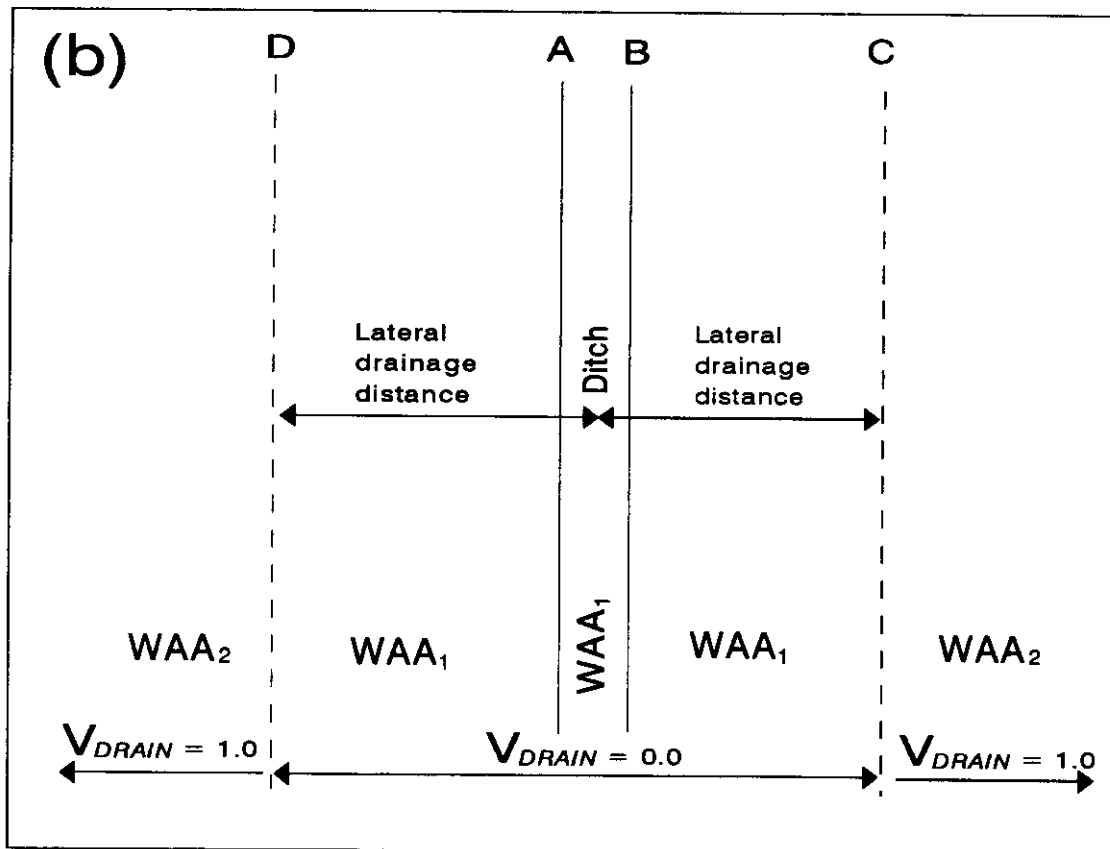 (b)
D
A
B
C
Lateral
drainage
distance
Ditch
Lateral
drainage
distance
WAA₂
WAA₁
WAA₁
WAA₁
WAA₂
V_DRAIN = 1.0
V_DRAIN = 0.0
V_DRAIN = 1.0